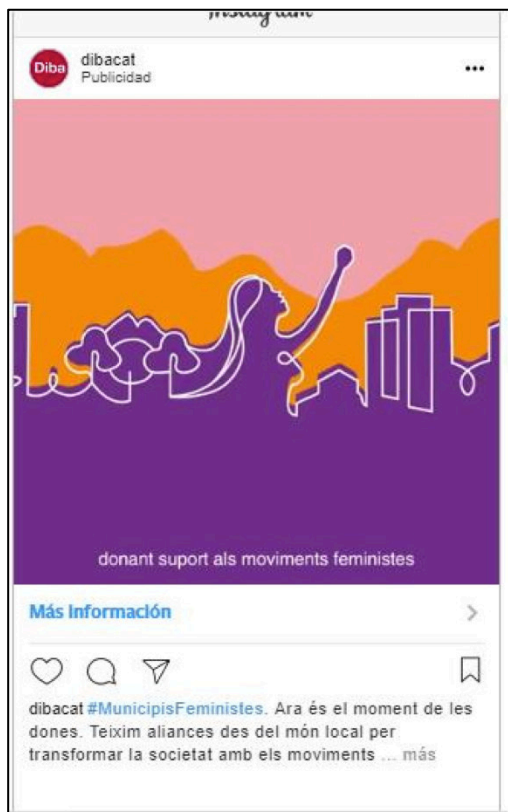 Instagram
Diba
dibacat
Publicidad
donant suport als moviments feministes
Más Información
dibacat #MunicipisFeministes. Ara és el moment de les
dones. Teixim aliances des del món local per
transformar la societat amb els moviments ... más